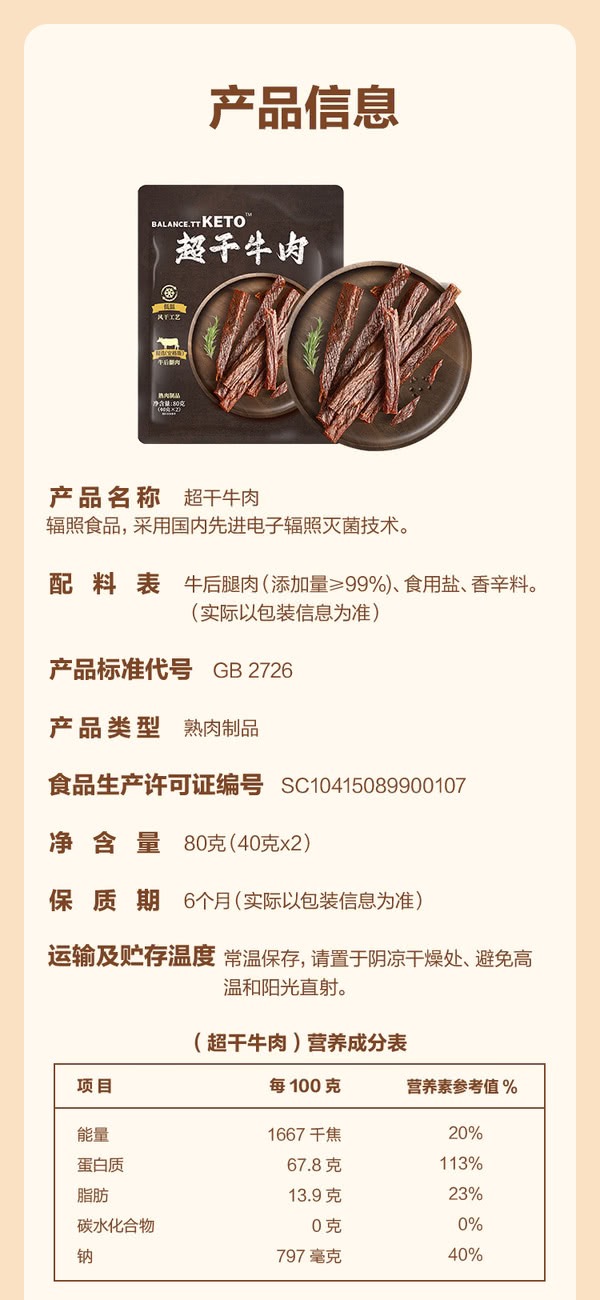 产品信息
BALANCE.TT KETO™
超干牛肉
低温
风干工艺
牛后腿肉
熟肉制品
净含量:80克
(40克×2)
产品名称 超干牛肉
辐照食品，采用国内先进电子辐照灭菌技术。
配料表 牛后腿肉(添加量≥99%)、食用盐、香辛料。
(实际以包装信息为准)
产品标准代号 GB 2726
产品类型 熟肉制品
食品生产许可证编号 SC10415089900107
净含量 80克(40克x2)
保质期 6个月(实际以包装信息为准)
运输及贮存温度 常温保存，请置于阴凉干燥处、避免高
温和阳光直射。
(超干牛肉)营养成分表
项目 每100克 营养素参考值%
能量 1667千焦 20%
蛋白质 67.8克 113%
脂肪 13.9克 23%
碳水化合物 0克 0%
钠 797毫克 40%